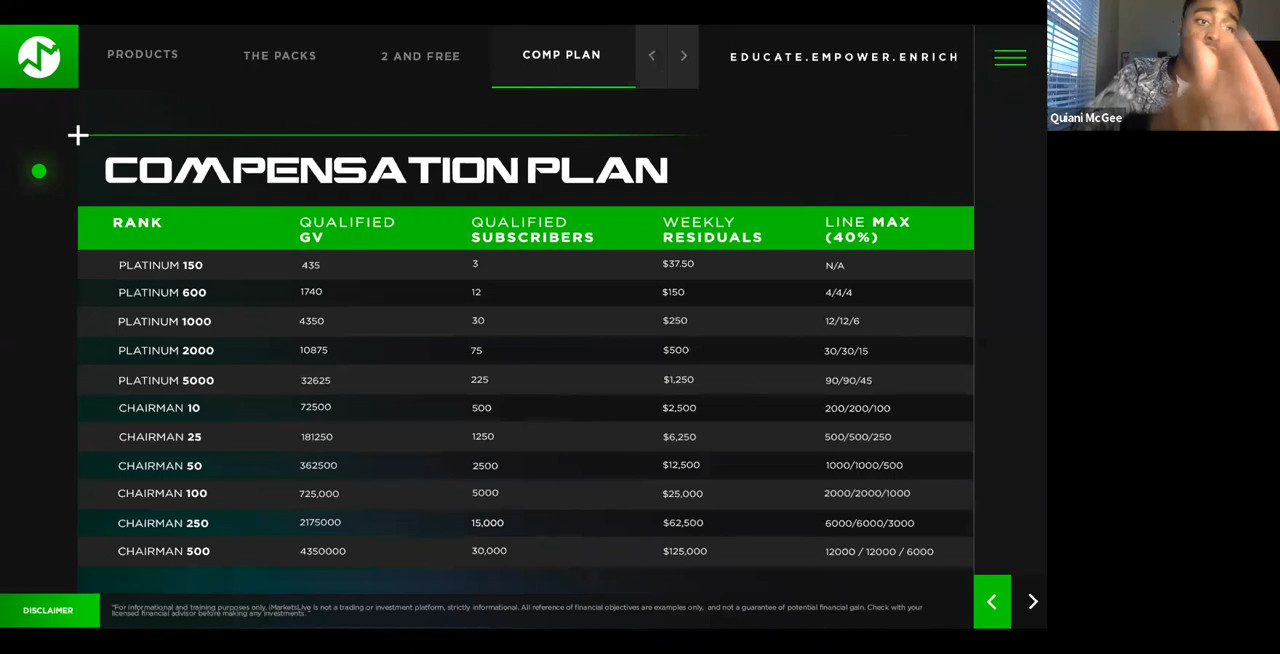 PRODUCTS THE PACKS 2 AND FREE COMP PLAN < > EDUCATE.EMPOWER.ENRICH
Quiani McGee
COMPENSATION PLAN
RANK QUALIFIED GV QUALIFIED SUBSCRIBERS WEEKLY RESIDUALS LINE MAX (40%)
PLATINUM 150 435 3 $37.50 N/A
PLATINUM 600 1740 12 $150 4/4/4
PLATINUM 1000 4350 30 $250 12/12/6
PLATINUM 2000 10875 75 $500 30/30/15
PLATINUM 5000 32625 225 $1,250 90/90/45
CHAIRMAN 10 72500 500 $2,500 200/200/100
CHAIRMAN 25 181250 1250 $6,250 500/500/250
CHAIRMAN 50 362500 2500 $12,500 1000/1000/500
CHAIRMAN 100 725,000 5000 $25,000 2000/2000/1000
CHAIRMAN 250 2175000 15,000 $62,500 6000/6000/3000
CHAIRMAN 500 4350000 30,000 $125,000 12000 / 12000 / 6000
DISCLAIMER
"For informational and training purposes only, iMarketsLive is not a trading or investment platform, strictly informational. All reference of financial objectives are examples only, and not a guarantee of potential financial gain. Check with your
licensed financial advisor before making any investments."